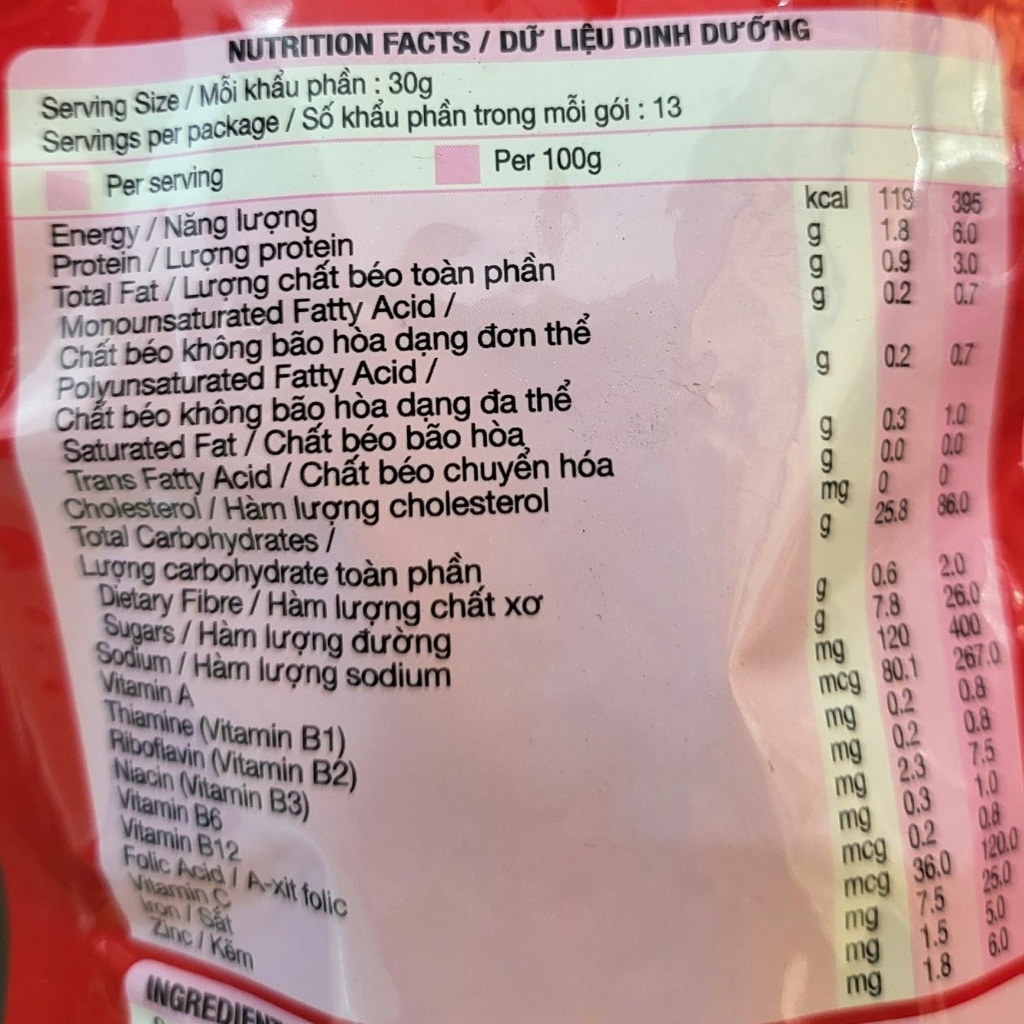 NUTRITION FACTS / DỮ LIỆU DINH DƯỠNG
Serving Size / Mỗi khẩu phần : 30g
Servings per package / Số khẩu phần trong mỗi gói : 13
Per serving Per 100g
Energy / Năng lượng kcal 119 395
Protein / Lượng protein g 1.8 6.0
Total Fat / Lượng chất béo toàn phần g 0.9 3.0
Monounsaturated Fatty Acid / g 0.2 0.7
Chất béo không bão hòa dạng đơn thể
Polyunsaturated Fatty Acid / g 0.2 0.7
Chất béo không bão hòa dạng đa thể
Saturated Fat / Chất béo bão hòa g 0.3 1.0
Trans Fatty Acid / Chất béo chuyển hóa g 0.0 0.0
Cholesterol / Hàm lượng cholesterol mg 0 0
Total Carbohydrates / g 25.8 86.0
Lượng carbohydrate toàn phần
Dietary Fibre / Hàm lượng chất xơ g 0.6 2.0
Sugars / Hàm lượng đường g 7.8 26.0
Sodium / Hàm lượng sodium mg 120 400
Vitamin A mcg 80.1 267.0
Thiamine (Vitamin B1) mg 0.2 0.8
Riboflavin (Vitamin B2) mg 0.2 0.8
Niacin (Vitamin B3) mg 2.3 7.5
Vitamin B6 mg 0.3 1.0
Vitamin B12 mcg 0.2 0.8
Folic Acid / A-xit folic mcg 36.0 120.0
Vitamin C mg 7.5 25.0
Iron / Sắt mg 1.5 5.0
Zinc / Kẽm mg 1.8 6.0